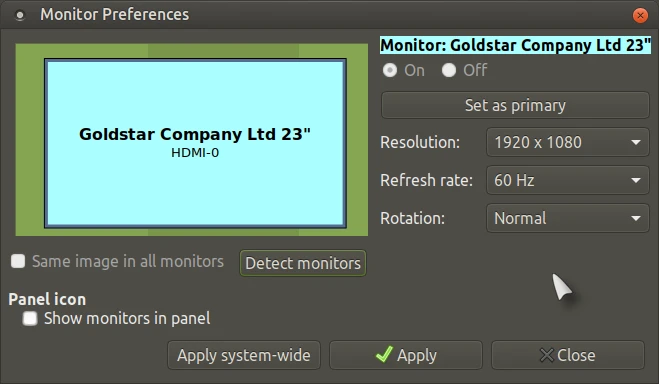 Monitor Preferences
Monitor: Goldstar Company Ltd 23"
On Off
Goldstar Company Ltd 23"
HDMI-0
Set as primary
Resolution: 1920 x 1080
Refresh rate: 60 Hz
Rotation: Normal
Same image in all monitors Detect monitors
Panel icon
Show monitors in panel
Apply system-wide Apply Close